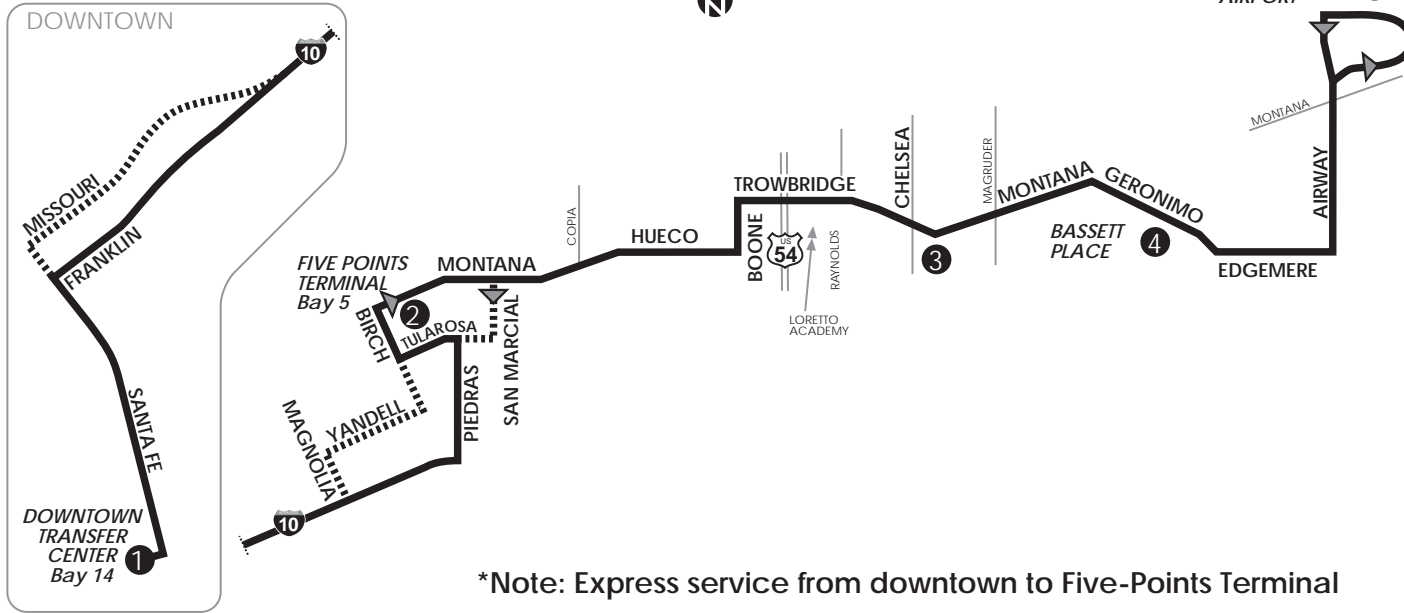 DOWNTOWN
10
MISSOURI
FRANKLIN
SANTA FE
DOWNTOWN
TRANSFER
CENTER
Bay 14
1
N
FIVE POINTS
TERMINAL
Bay 5
2
BIRCH
TULAROSA
MONTANA
SAN MARCIAL
PIEDRAS
MAGNOLIA
YANDELL
10
COPIA
HUECO
BOONE
TROWBRIDGE
US
54
RAYNOLDS
LORETTO
ACADEMY
CHELSEA
3
MAGRUDER
MONTANA
GERONIMO
BASSETT
PLACE
4
EDGEMERE
AIRWAY
MONTANA
AIRPORT
*Note: Express service from downtown to Five-Points Terminal